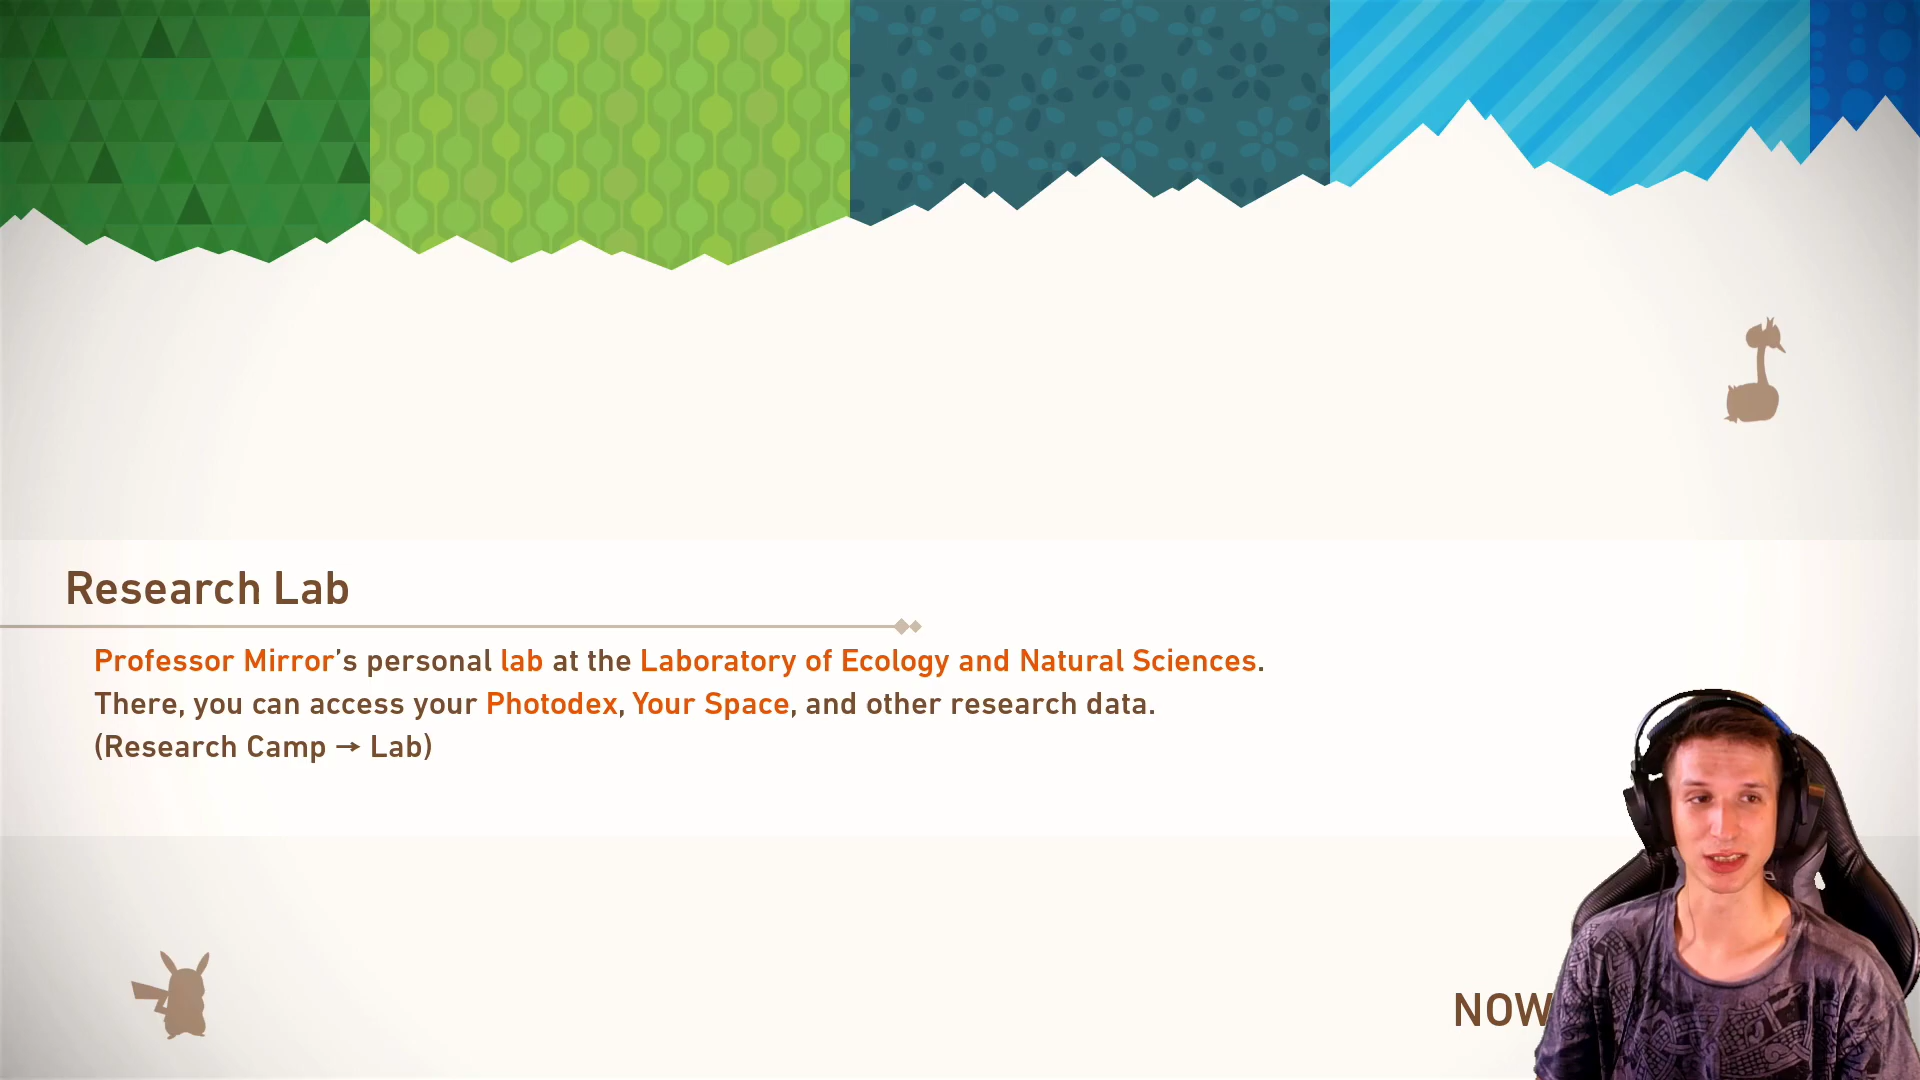 Research Lab
Professor Mirror's personal lab at the Laboratory of Ecology and Natural Sciences.
There, you can access your Photodex, Your Space, and other research data.
(Research Camp → Lab)
NOW